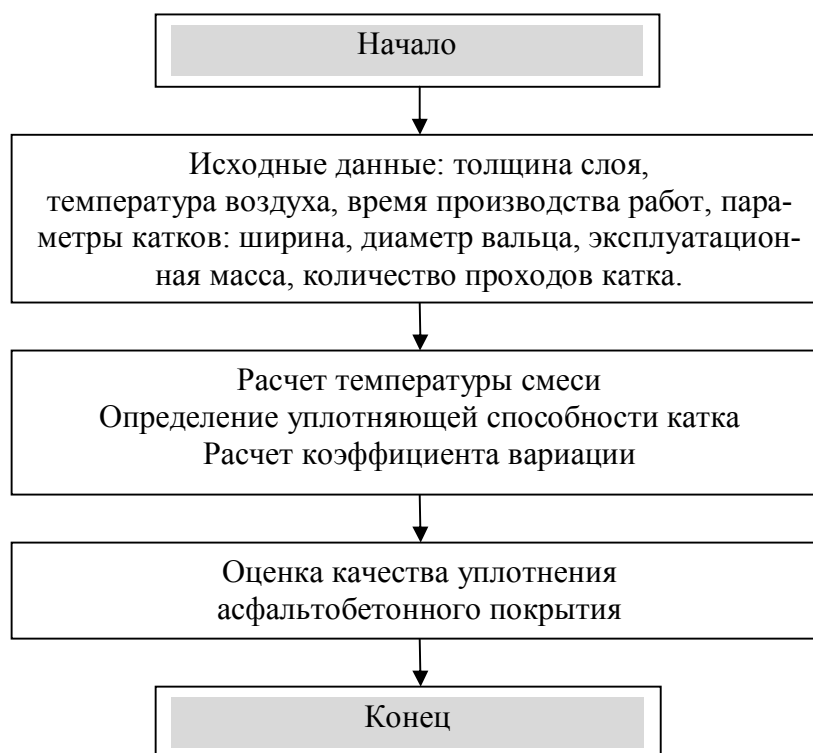 Начало
Исходные данные: толщина слоя,
температура воздуха, время производства работ, пара-
метры катков: ширина, диаметр вальца, эксплуатацион-
ная масса, количество проходов катка.
Расчет температуры смеси
Определение уплотняющей способности катка
Расчет коэффициента вариации
Оценка качества уплотнения
асфальтобетонного покрытия
Конец